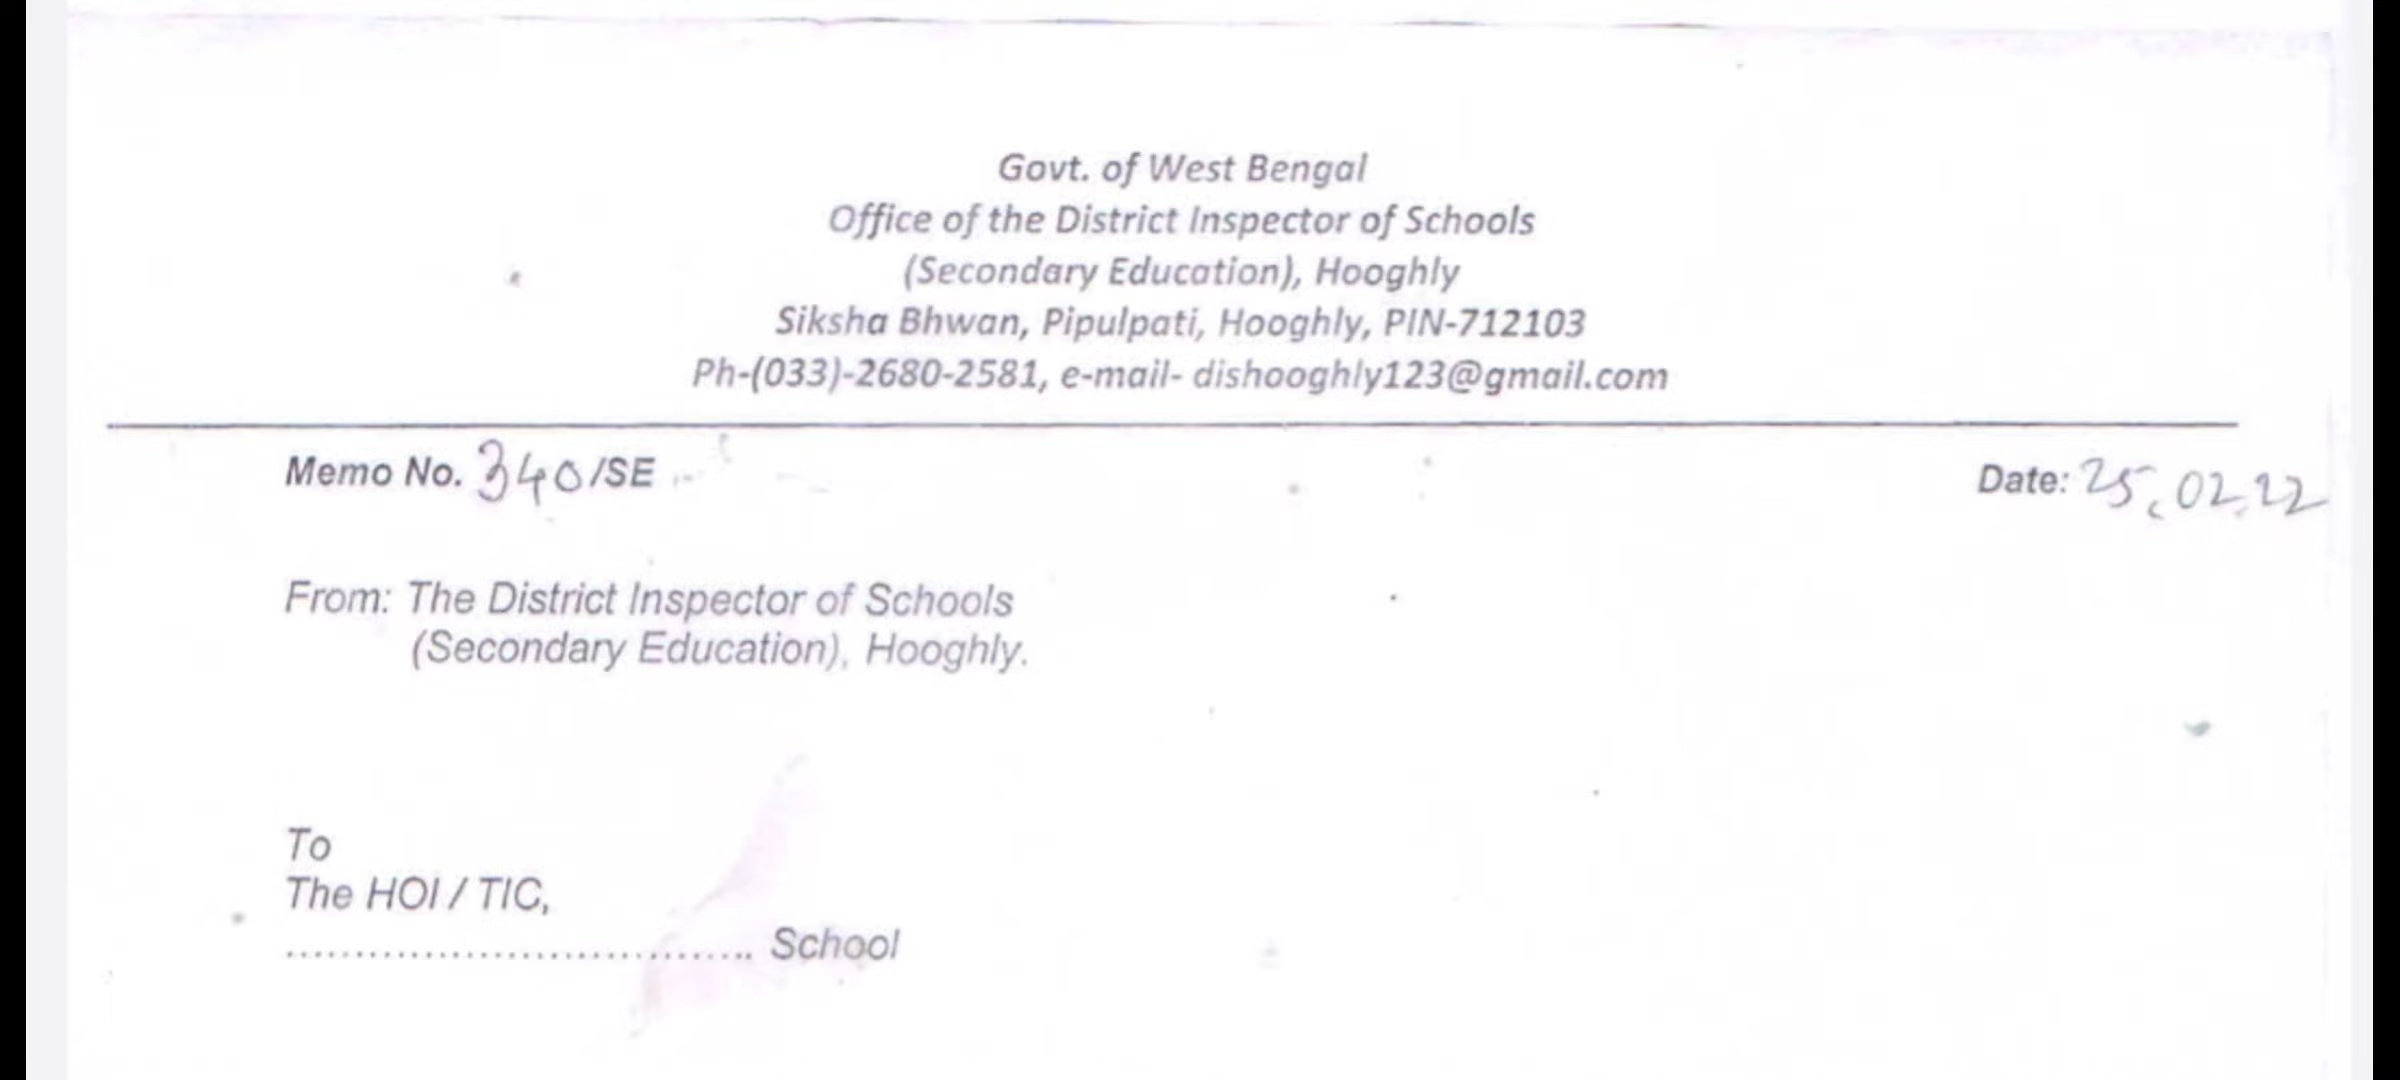 Govt. of West Bengal
Office of the District Inspector of Schools
(Secondary Education), Hooghly
Siksha Bhwan, Pipulpati, Hooghly, PIN-712103
Ph-(033)-2680-2581, e-mail- dishooghly123@gmail.com
Memo No. 340/SE Date: 25.02.22
From: The District Inspector of Schools
(Secondary Education), Hooghly.
To
The HOI / TIC,
.................................. School